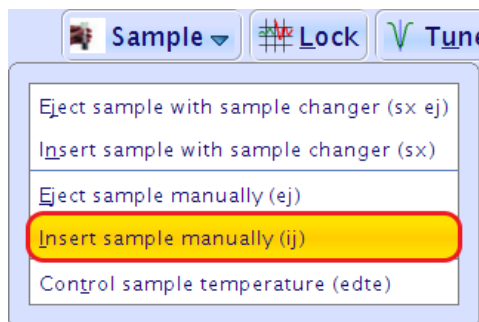 Sample Lock Tune
Eject sample with sample changer (sx ej)
Insert sample with sample changer (sx)
Eject sample manually (ej)
Insert sample manually (ij)
Control sample temperature (edte)